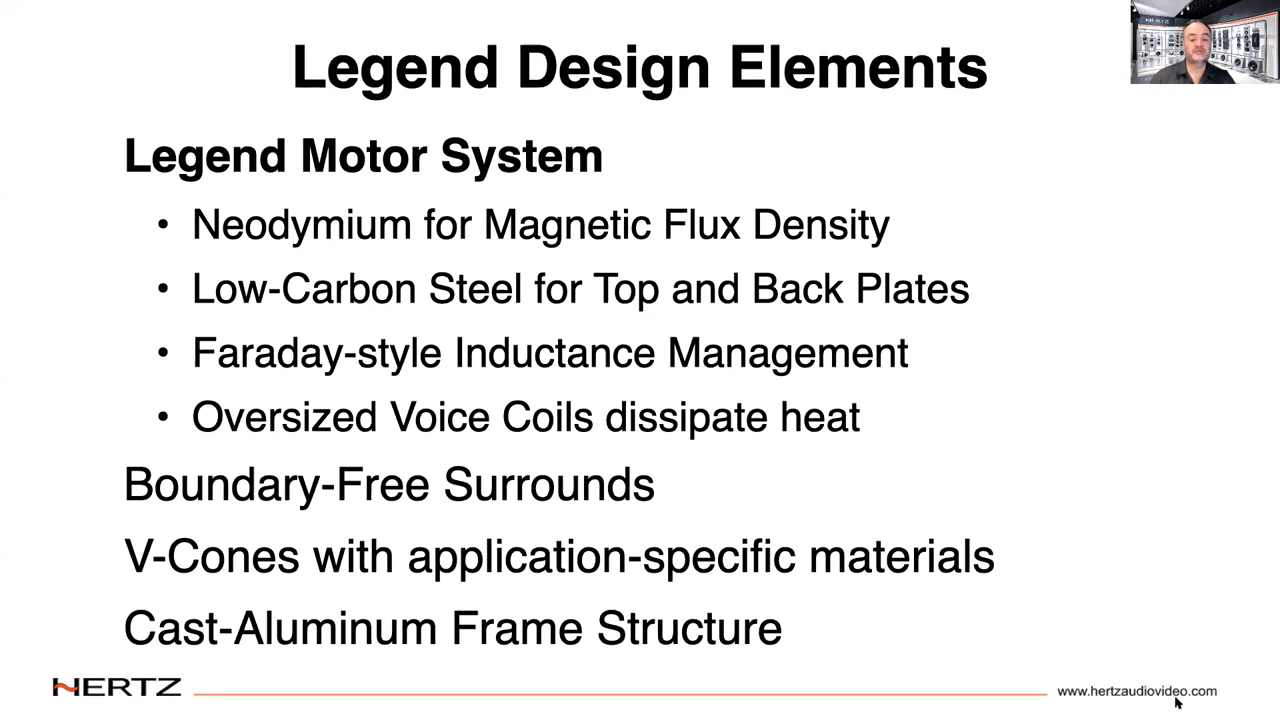 HERTZ
Legend Design Elements
Legend Motor System
• Neodymium for Magnetic Flux Density
• Low-Carbon Steel for Top and Back Plates
• Faraday-style Inductance Management
• Oversized Voice Coils dissipate heat
Boundary-Free Surrounds
V-Cones with application-specific materials
Cast-Aluminum Frame Structure
HERTZ
www.hertzaudiovideo.com